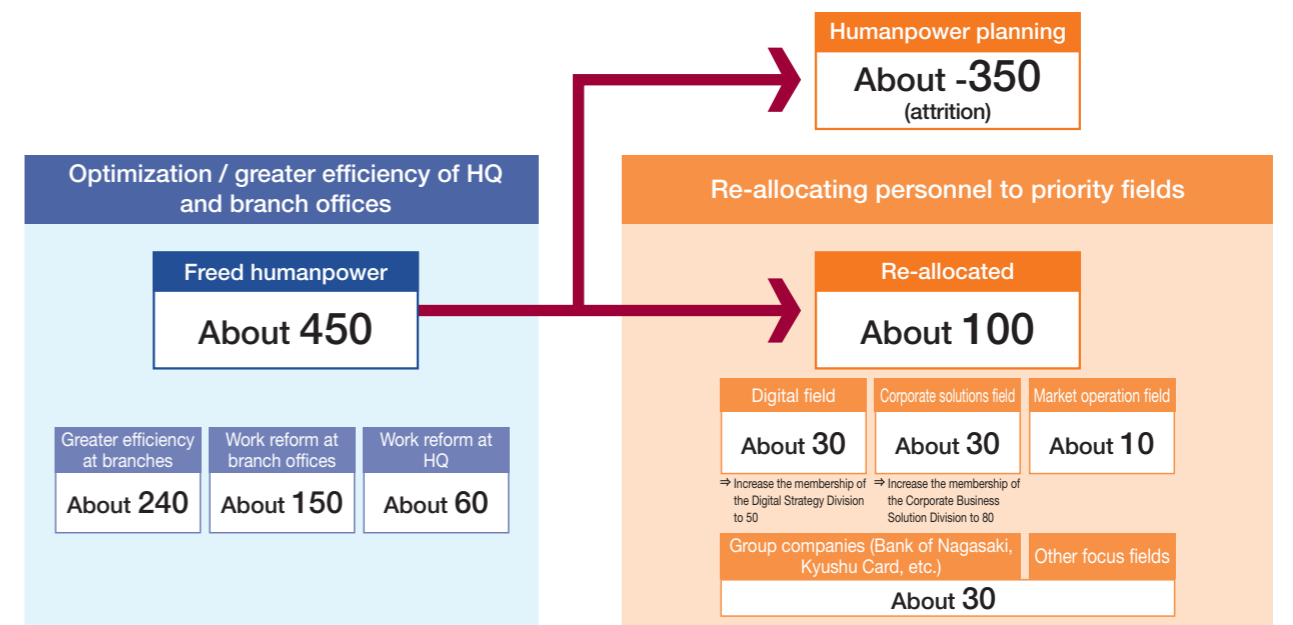 Humanpower planning
About -350
(attrition)
Optimization / greater efficiency of HQ
and branch offices
Freed humanpower
About 450
Greater efficiency
at branches
About 240
Work reform at
branch offices
About 150
Work reform at
HQ
About 60
Re-allocating personnel to priority fields
Re-allocated
About 100
Digital field
About 30
⇒ Increase the membership of
the Digital Strategy Division
to 50
Corporate solutions field
About 30
⇒ Increase the membership of
the Corporate Business
Solution Division to 80
Market operation field
About 10
Group companies (Bank of Nagasaki,
Kyushu Card, etc.)
Other focus fields
About 30